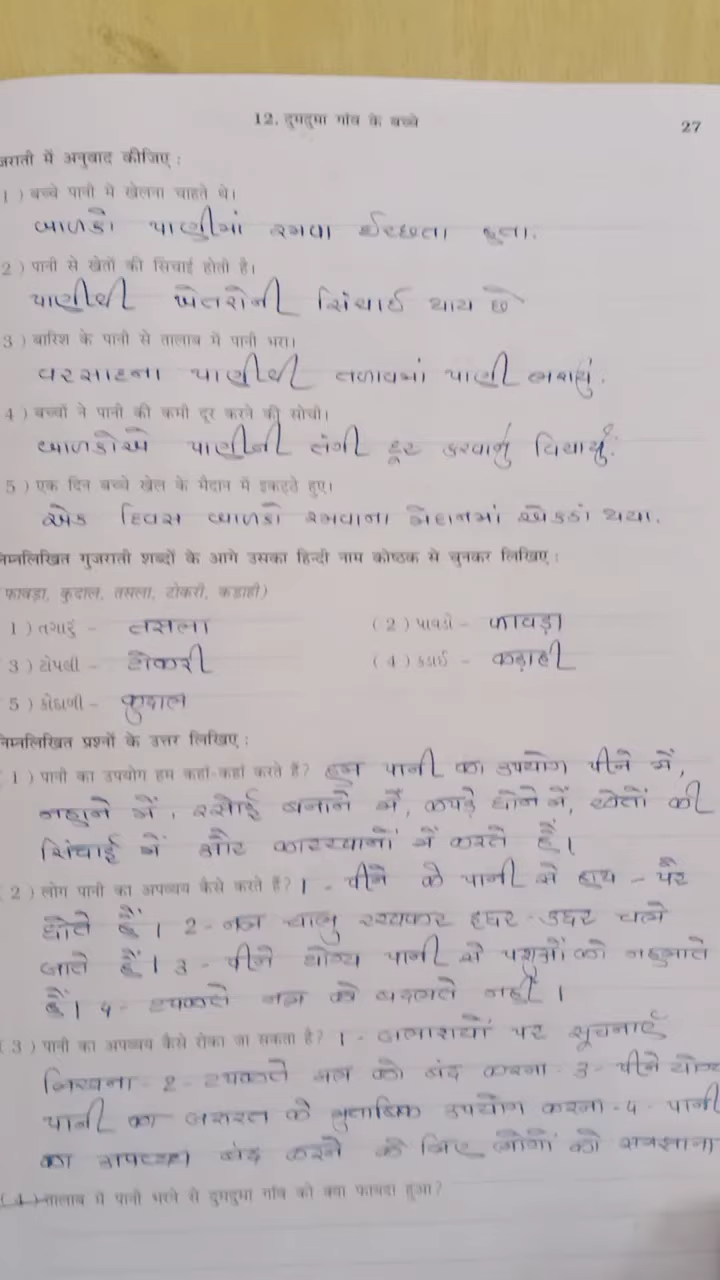 12. दुमदुमा गाँव के बच्चे 27
जराती में अनुवाद कीजिए :
1 ) बच्चे पानी में खेलना चाहते थे।
બાળકો પાણીમાં રમવા ઈચ્છતા હતા.
2 ) पानी से खेतों की सिंचाई होती है।
પાણીથી ખેતરોની સિંચાઈ થાય છે
3 ) बारिश के पानी से तालाब में पानी भरा।
વરસાદના પાણીથી તળાવમાં પાણી ભરાયું.
4 ) बच्चों ने पानी की कमी दूर करने की सोची।
બાળકોએ પાણીની તંગી દૂર કરવાનું વિચાર્યું.
5 ) एक दिन बच्चे खेल के मैदान में इकट्ठे हुए।
એક દિવસ બાળકો રમવાના મેદાનમાં એકઠાં થયા.
निम्नलिखित गुजराती शब्दों के आगे उसका हिन्दी नाम कोष्ठक से चुनकर लिखिए :
फावड़ा, कुदाल, तसला, टोकरी, कडाही)
1 ) તગારું – तसला ( 2 ) પાવડો – फावड़ा
3 ) ટોપલી – टोकरी ( 4 ) કડાઈ – कड़ाही
5 ) કોદાળી – कुदाल
निम्नलिखित प्रश्नों के उत्तर लिखिए :
( 1 ) पानी का उपयोग हम कहाँ-कहाँ करते है? हम पानी का उपयोग पीने में,
नहाने में, रसोई बनाने में, कपड़े धोने में, खेतों की
सिंचाई में और कारखानों में करते हैं।
( 2 ) लोग पानी का अपव्यय कैसे करते है? 1 - पीने के पानी से हाथ - पैर
धोते हैं। 2 - नल चालु रखकर इधर - उधर चले
जाते हैं। 3 - पीने योग्य पानी से पशुओं को नहलाते
हैं। 4 - टपकते नल को बदलते नहीं।
( 3 ) पानी का अपव्यय कैसे रोका जा सकता है? 1 - जलाशयों पर सूचनाएँ
लिखना - 2 - टपकते नल को बंद करना - 3 - पीने योग्य
पानी का जरूरत के मुताबिक उपयोग करना - 4 - पानी
का अपव्यय बंद करने के लिए लोगों को समझाना
( 4 ) तालाब में पानी भरने से दुमदुमा गाँव को क्या फायदा हुआ?